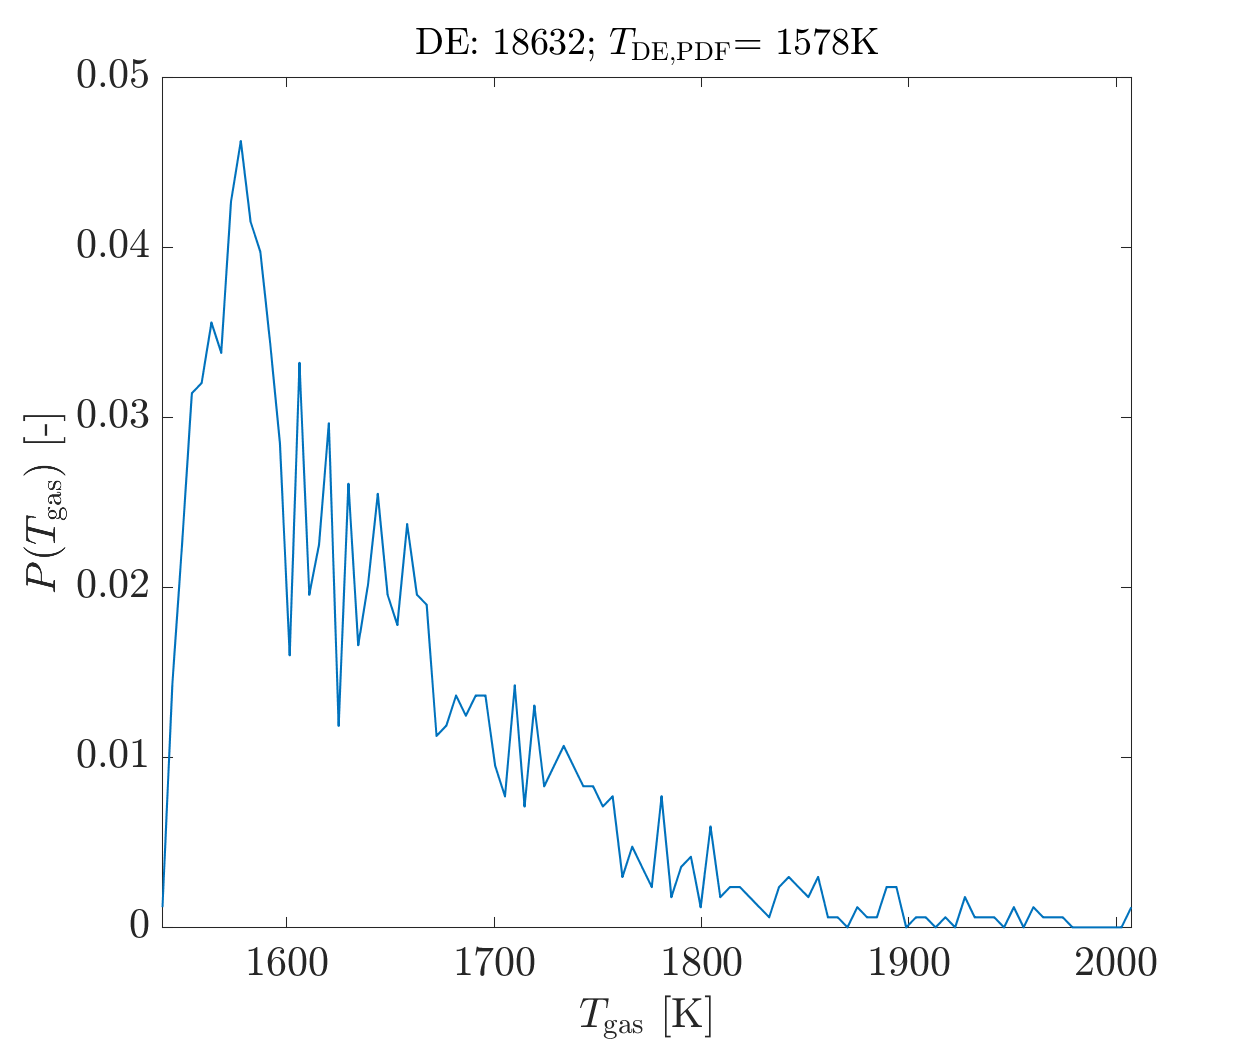 DE: 18632; T_DE,PDF= 1578K
0.05
0.04
0.03
0.02
0.01
0
P(T_gas) [-]
1600 1700 1800 1900 2000
T_gas [K]